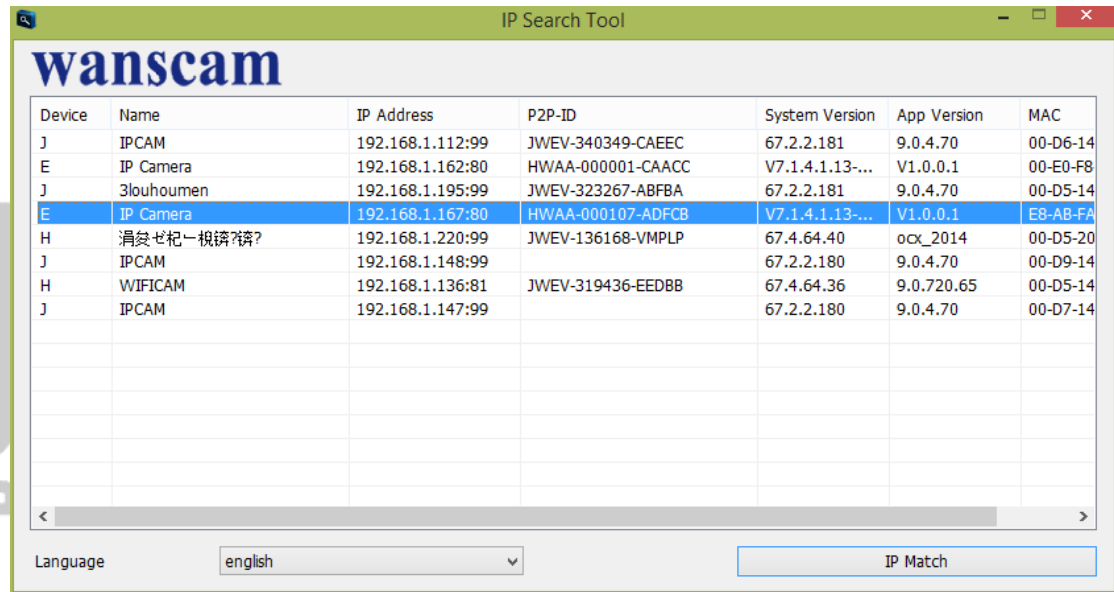 IP Search Tool
wanscam
Device Name IP Address P2P-ID System Version App Version MAC
J IPCAM 192.168.1.112:99 JWEV-340349-CAEEC 67.2.2.181 9.0.4.70 00-D6-14
E IP Camera 192.168.1.162:80 HWAA-000001-CAACC V7.1.4.1.13-... V1.0.0.1 00-E0-F8
J 3louhoumen 192.168.1.195:99 JWEV-323267-ABFBA 67.2.2.181 9.0.4.70 00-D5-14
E IP Camera 192.168.1.167:80 HWAA-000107-ADFCB V7.1.4.1.13-... V1.0.0.1 E8-AB-FA
H 192.168.1.220:99 JWEV-136168-VMPLP 67.4.64.40 ocx_2014 00-D5-20
J IPCAM 192.168.1.148:99 67.2.2.180 9.0.4.70 00-D9-14
H WIFICAM 192.168.1.136:81 JWEV-319436-EEDBB 67.4.64.36 9.0.720.65 00-D5-14
J IPCAM 192.168.1.147:99 67.2.2.180 9.0.4.70 00-D7-14
Language english IP Match